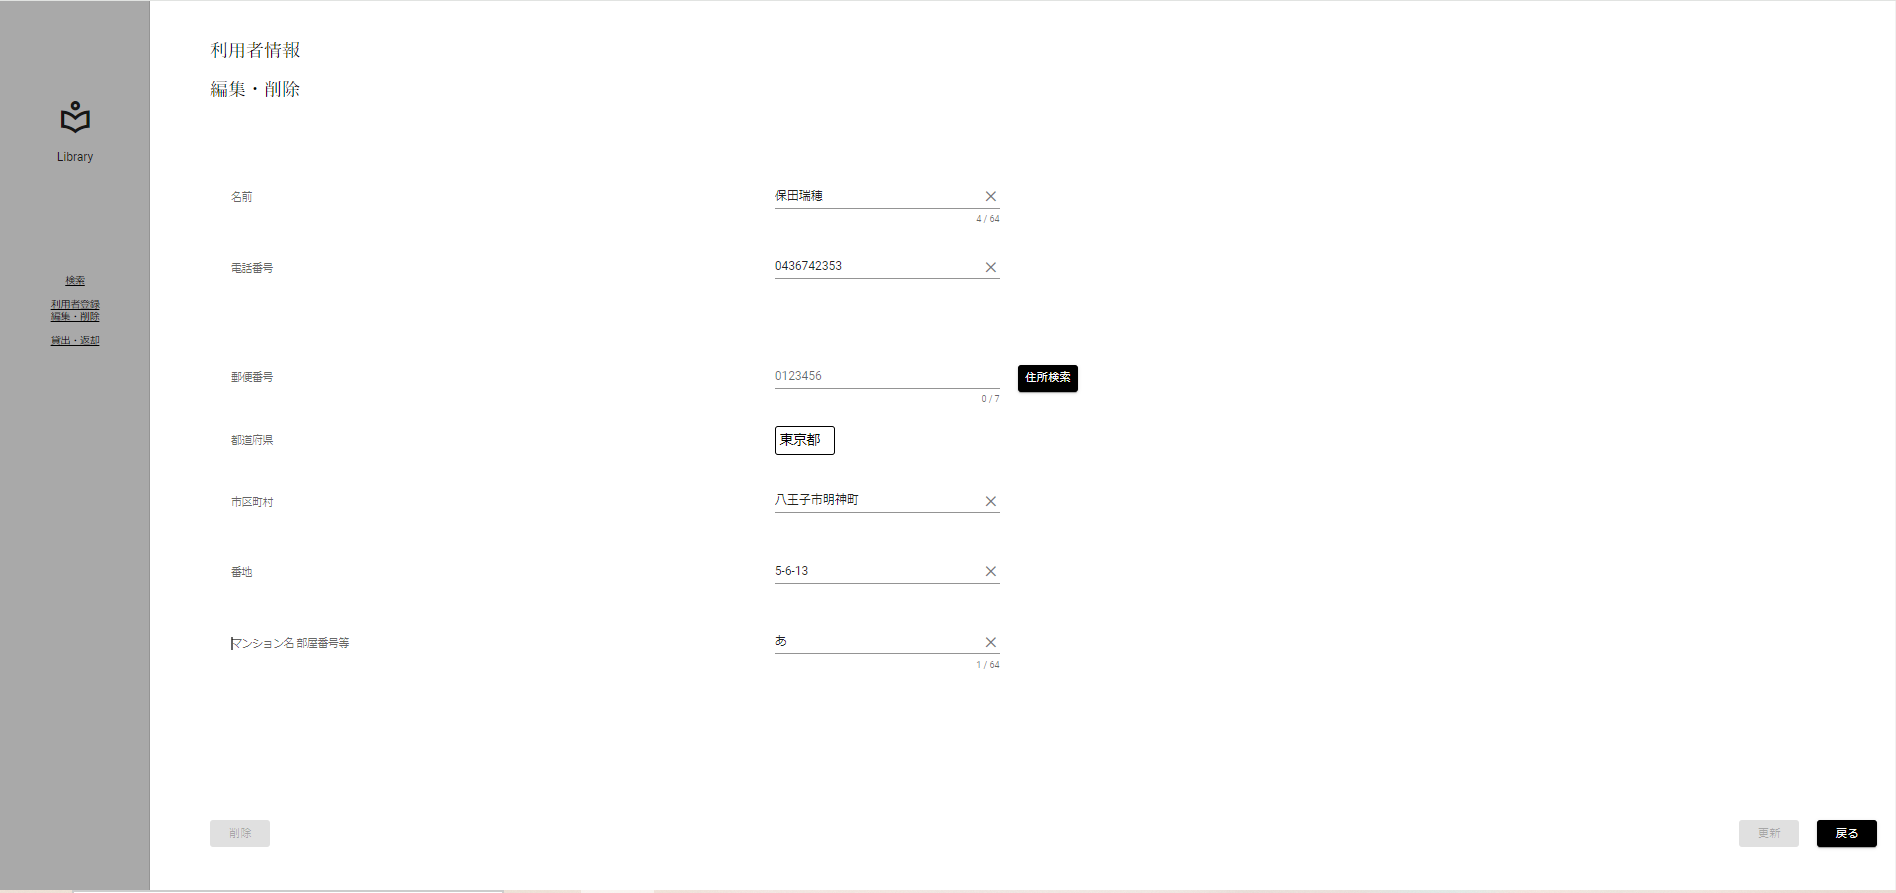 利用者情報
編集・削除
Library
検索
利用者登録
編集・削除
貸出・返却
名前
保田瑞穂
4 / 64
電話番号
0436742353
郵便番号
0123456
住所検索
0 / 7
都道府県
東京都
市区町村
八王子市明神町
番地
5-6-13
マンション名 部屋番号等
あ
1 / 64
削除
更新
戻る